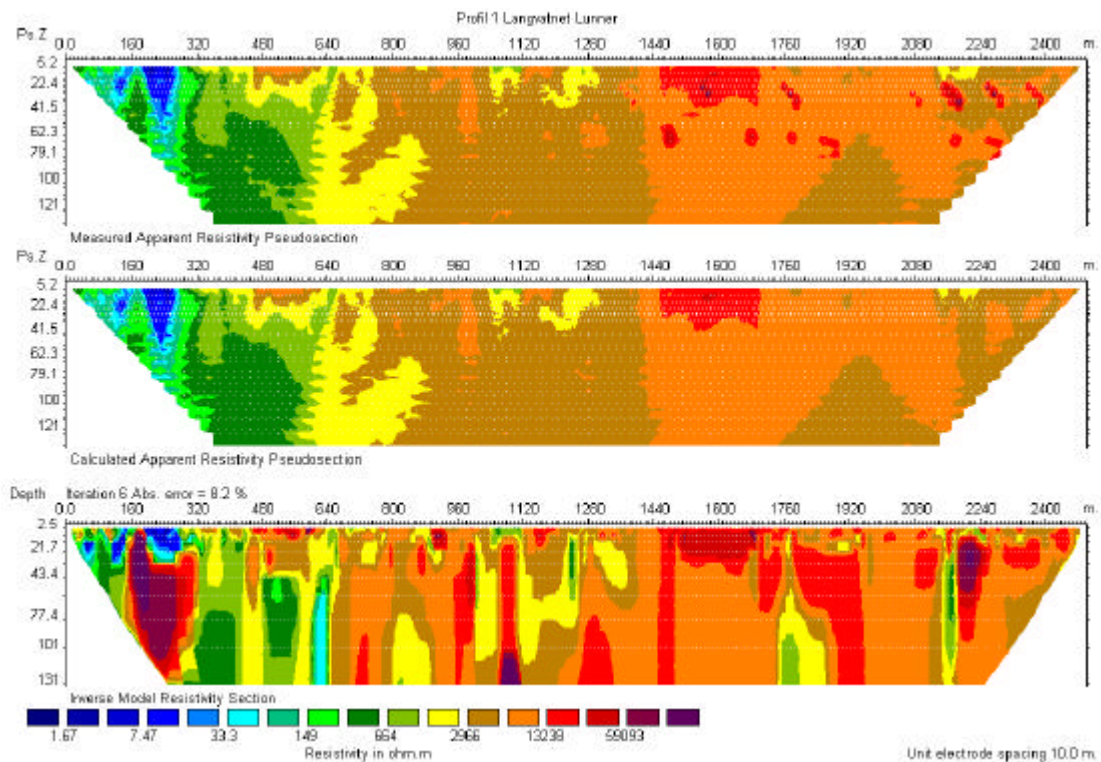 Profil 1 Langvatnet Lunner
Ps.Z
0.0 160 320 480 640 800 960 1120 1280 1440 1600 1760 1920 2080 2240 2400 m.
5.2
22.4
41.5
62.3
79.1
100
121
Measured Apparent Resistivity Pseudosection
Ps.Z
0.0 160 320 480 640 800 960 1120 1280 1440 1600 1760 1920 2080 2240 2400 m.
5.2
22.4
41.5
62.3
79.1
100
121
Calculated Apparent Resistivity Pseudosection
Depth Iteration 6 Abs. error = 8.2 %
0.0 160 320 480 640 800 960 1120 1280 1440 1600 1760 1920 2080 2240 2400 m.
2.5
21.7
43.4
77.4
101
131
Inverse Model Resistivity Section
1.67 7.47 33.3 149 664 2966 13239 59093
Resistivity in ohm.m
Unit electrode spacing 10.0 m.